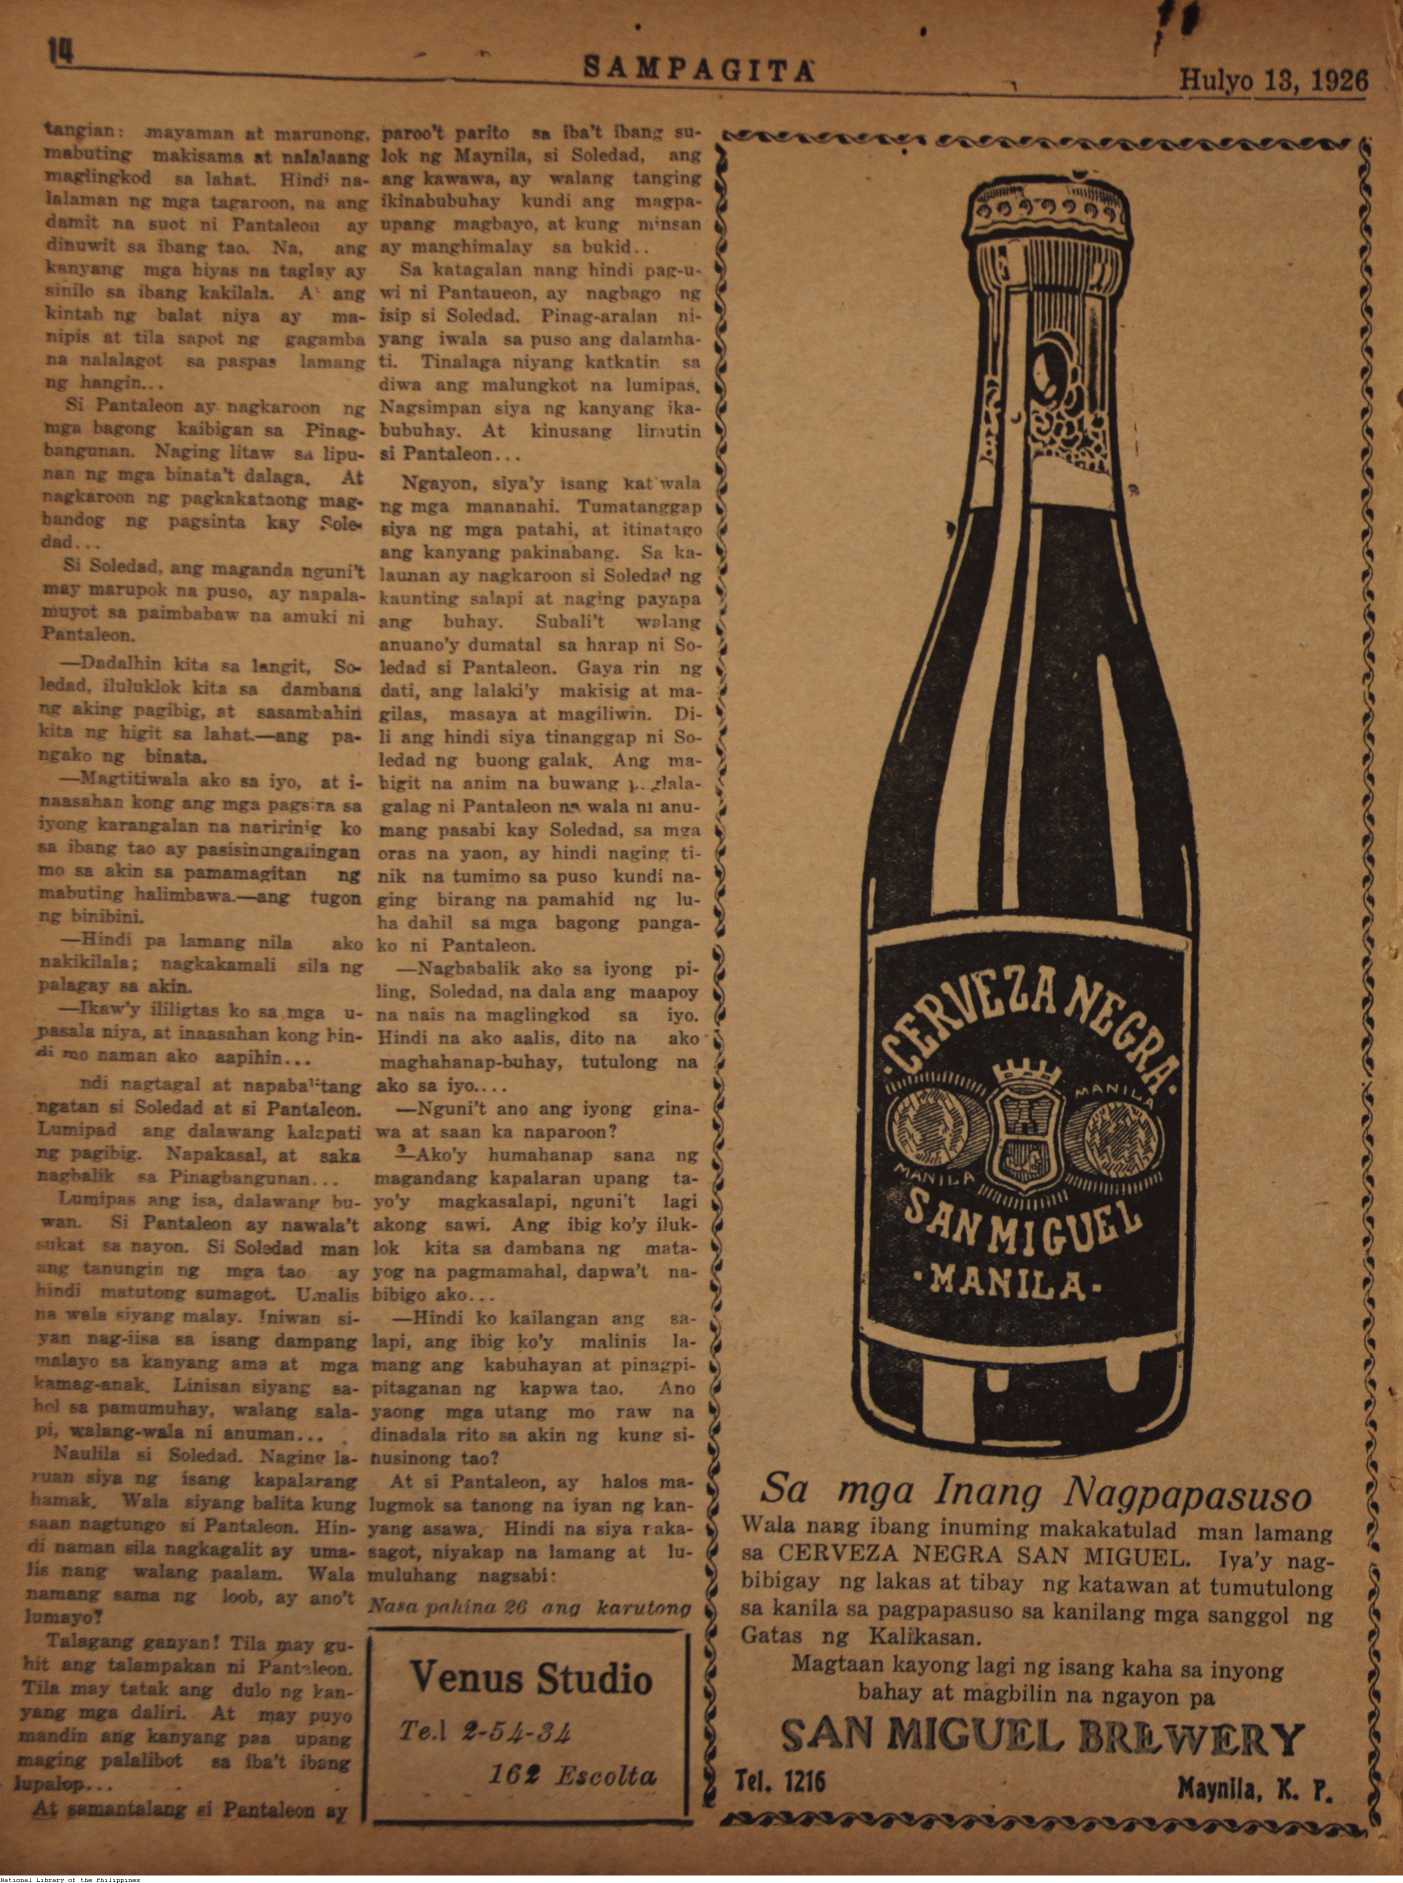 14
SAMPAGITA
Hulyo 13, 1926
tangian: mayaman at marunong,
mabuting makisama at nalalaang
maglingkod sa lahat. Hindi na-
lalaman ng mga tagaroon, na ang
damit na suot ni Pantaleon ay
dinuwit sa ibang tao. Na, ang
kanyang mga hiyas na taglay ay
sinilo sa ibang kakilala. At ang
kintab ng balat niya ay ma-
nipis at tila sapot ng gagamba
na nalalagot sa paspas lamang
ng hangin...
Si Pantaleon ay nagkaroon ng
mga bagong kaibigan sa Pinag-
bangunan. Naging litaw sa lipu-
nan ng mga binata't dalaga. At
nagkaroon ng pagkakataong mag-
handog ng pagsinta kay Sole-
dad...
Si Soledad, ang maganda nguni't
may marupok na puso, ay napala-
muyot sa paimbabaw na amuki ni
Pantaleon.
—Dadalhin kita sa langit, So-
ledad, iluluklok kita sa dambana
ng aking pagibig, at sasambahin
kita ng higit sa lahat.—ang pa-
ngako ng binata.
—Magtitiwala ako sa iyo, at i-
naasahan kong ang mga pagsira sa
iyong karangalan na naririnig ko
sa ibang tao ay pasisinungalingan
mo sa akin sa pamamagitan ng
mabuting halimbawa.—ang tugon
ng binibini.
—Hindi pa lamang nila ako
nakikilala; nagkakamali sila ng
palagay sa akin.
—Ikaw'y ililigtas ko sa mga u-
pasala niya, at inaasahan kong hin-
di mo naman ako aapihin...
ndi nagtagal at napabalitang
ngatan si Soledad at si Pantaleon.
Lumipad ang dalawang kalapati
ng pagibig. Napakasal, at saka
nagbalik sa Pinagbangunan...
Lumipas ang isa, dalawang bu-
wan. Si Pantaleon ay nawala't
sukat sa nayon. Si Soledad man
ang tanungin ng mga tao ay
hindi matutong sumagot. Umalis
na wala siyang malay. Iniwan si-
yan nag-iisa sa isang dampang
malayo sa kanyang ama at mga
kamag-anak. Linisan siyang sa-
hol sa pamumuhay, walang sala-
pi, walang-wala ni anuman...
Naulila si Soledad. Naging la-
ruan siya ng isang kapalarang
hamak. Wala siyang balita kung
saan nagtungo si Pantaleon. Hin-
di naman sila nagkagalit ay uma-
lis nang walang paalam. Wala
namang sama ng loob, ay ano't
lumayo?
Talagang ganyan! Tila may gu-
hit ang talampakan ni Pantaleon.
Tila may tatak ang dulo ng kan-
yang mga daliri. At may puyo
mandin ang kanyang paa upang
maging palalibot sa iba't ibang
lupalop...
At samantalang si Pantaleon ay
paroo't parito sa iba't ibang su-
lok ng Maynila, si Soledad, ang
ang kawawa, ay walang tanging
ikinabubuhay kundi ang magpa-
upang magbayo, at kung minsan
ay manghimalay sa bukid..
Sa katagalan nang hindi pag-u-
wi ni Pantaueon, ay nagbago ng
isip si Soledad. Pinag-aralan ni-
yang iwala sa puso ang dalamha-
ti. Tinalaga niyang katkatin sa
diwa ang malungkot na lumipas.
Nagsimpan siya ng kanyang ika-
bubuhay. At kinusang limutin
si Pantaleon...
Ngayon, siya'y isang katiwala
ng mga mananahi. Tumatanggap
siya ng mga patahi, at itinatago
ang kanyang pakinabang. Sa ka-
launan ay nagkaroon si Soledad ng
kaunting salapi at naging payapa
ang buhay. Subali't walang
anuano'y dumatal sa harap ni So-
ledad si Pantaleon. Gaya rin ng
dati, ang lalaki'y makisig at ma-
gilas, masaya at magiliwin. Di-
li ang hindi siya tinanggap ni So-
ledad ng buong galak. Ang ma-
higit na anim na buwang paglala-
galag ni Pantaleon na wala ni anu-
mang pasabi kay Soledad, sa mga
oras na yaon, ay hindi naging ti-
nik na tumimo sa puso kundi na-
ging birang na pamahid ng lu-
ha dahil sa mga bagong panga-
ko ni Pantaleon.
—Nagbabalik ako sa iyong pi-
ling, Soledad, na dala ang maapoy
na nais na maglingkod sa iyo.
Hindi na ako aalis, dito na ako
maghahanap-buhay, tutulong na
ako sa iyo....
—Nguni't ano ang iyong gina-
wa at saan ka naparoon?
—Ako'y humahanap sana ng
magandang kapalaran upang ta-
yo'y magkasalapi, nguni't lagi
akong sawi. Ang ibig ko'y iluk-
lok kita sa dambana ng mata-
yog na pagmamahal, dapwa't na-
bibigo ako...
—Hindi ko kailangan ang sa-
lapi, ang ibig ko'y malinis la-
mang ang kabuhayan at pinagpi-
pitaganan ng kapwa tao. Ano
yaong mga utang mo raw na
dinadala rito sa akin ng kung si-
nusinong tao?
At si Pantaleon, ay halos ma-
lugmok sa tanong na iyan ng kan-
yang asawa. Hindi na siya naka-
sagot, niyakap na lamang at lu-
muluhang nagsabi:
Nasa pahina 26 ang karutong
Venus Studio
Te.l 2-54-34
162 Escolta
·CERVEZA NEGRA·
MANILA
MANILA
SAN MIGUEL
·MANILA·
Sa mga Inang Nagpapasuso
Wala nang ibang inuming makakatulad man lamang
sa CERVEZA NEGRA SAN MIGUEL. Iya'y nag-
bibigay ng lakas at tibay ng katawan at tumutulong
sa kanila sa pagpapasuso sa kanilang mga sanggol ng
Gatas ng Kalikasan.
Magtaan kayong lagi ng isang kaha sa inyong
bahay at magbilin na ngayon pa
SAN MIGUEL BREWERY
Tel. 1216
Maynila, K. P.
National Library of the Philippines